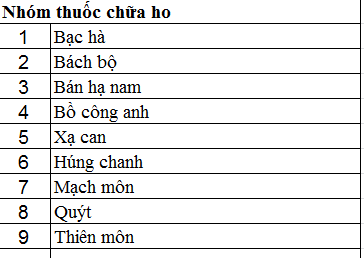 Nhóm thuốc chữa ho
1 Bạc hà
2 Bách bộ
3 Bán hạ nam
4 Bồ công anh
5 Xạ can
6 Húng chanh
7 Mạch môn
8 Quýt
9 Thiên môn